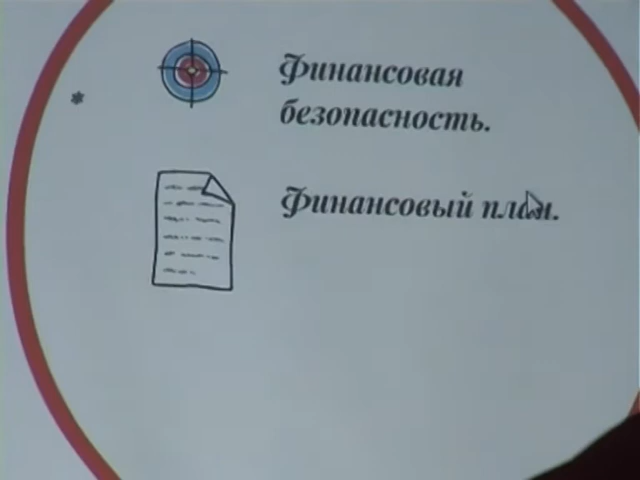 Финансовая
безопасность.
Финансовый план.